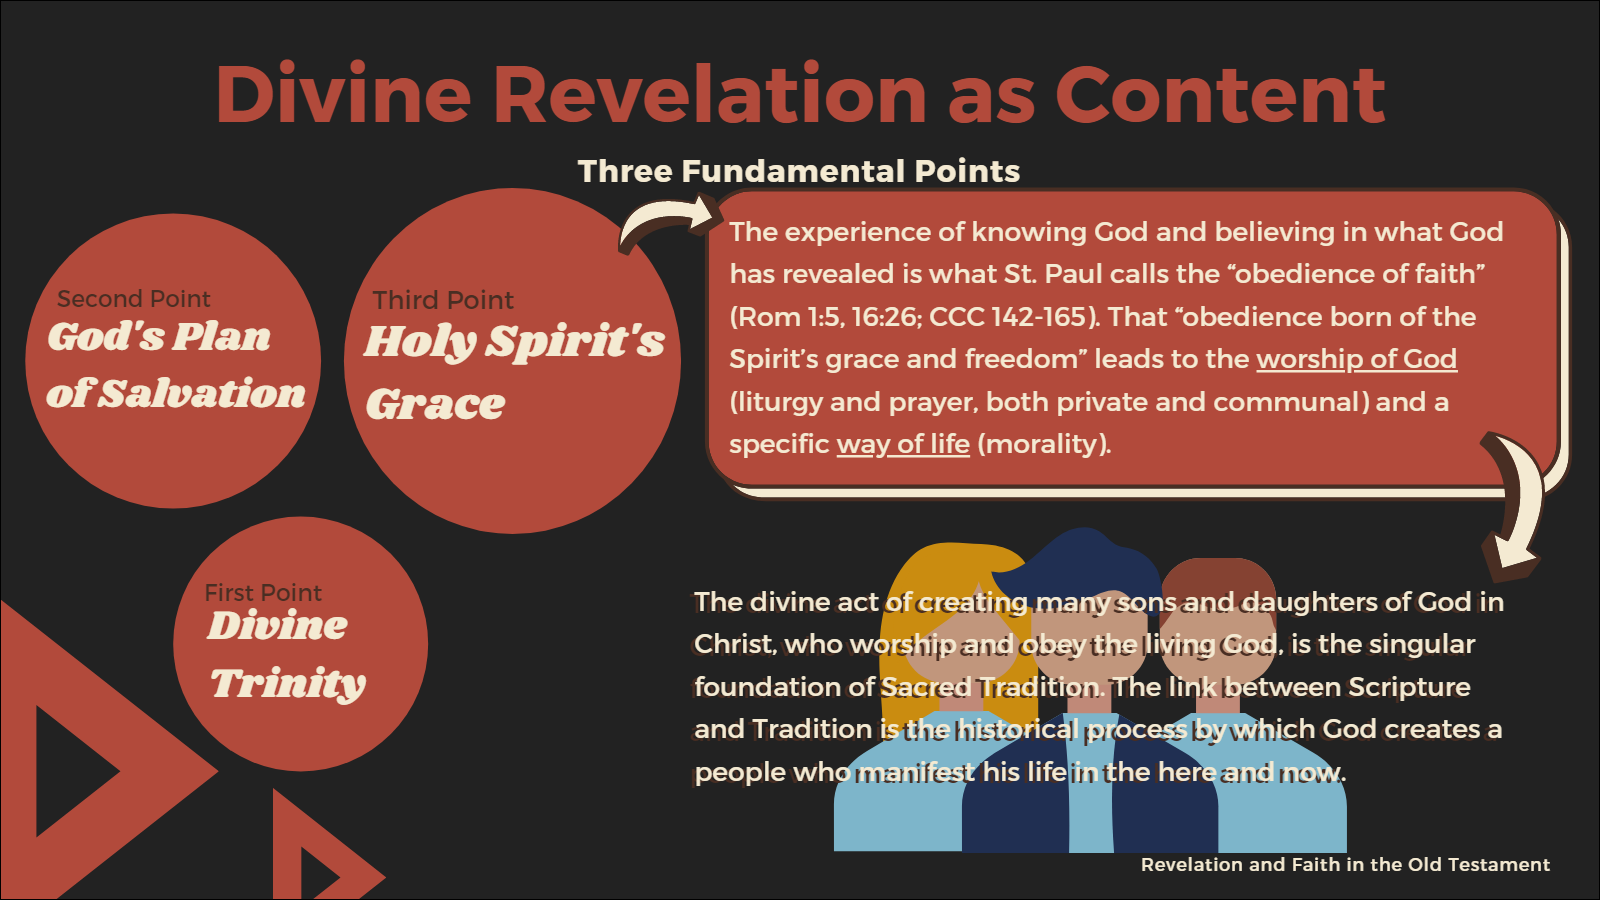 Divine Revelation as Content
Three Fundamental Points
Second Point
God's Plan
of Salvation
Third Point
Holy Spirit's
Grace
First Point
Divine
Trinity
The experience of knowing God and believing in what God
has revealed is what St. Paul calls the “obedience of faith”
(Rom 1:5, 16:26; CCC 142-165). That “obedience born of the
Spirit’s grace and freedom” leads to the worship of God
(liturgy and prayer, both private and communal) and a
specific way of life (morality).
The divine act of creating many sons and daughters of God in
Christ, who worship and obey the living God, is the singular
foundation of Sacred Tradition. The link between Scripture
and Tradition is the historical process by which God creates a
people who manifest his life in the here and now.
Revelation and Faith in the Old Testament